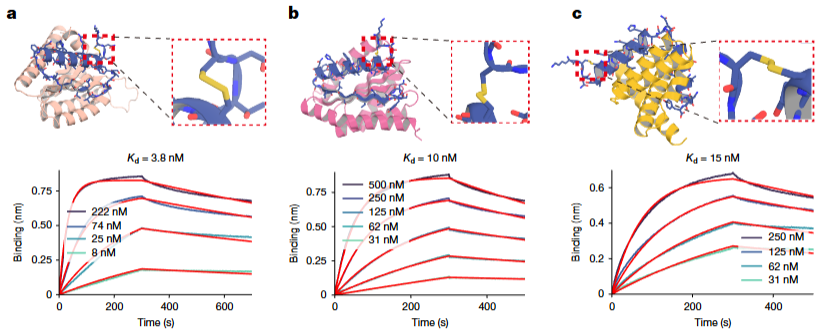 a
b
c
Kd = 3.8 nM
Kd = 10 nM
Kd = 15 nM
Binding (nm)
0.75
0.50
0.25
0
222 nM
74 nM
25 nM
8 nM
0 200 400 600
Time (s)
Binding (nm)
0.75
0.50
0.25
0
500 nM
250 nM
125 nM
62 nM
31 nM
0 200 400
Time (s)
Binding (nm)
0.6
0.4
0.2
0
250 nM
125 nM
62 nM
31 nM
0 200 400
Time (s)